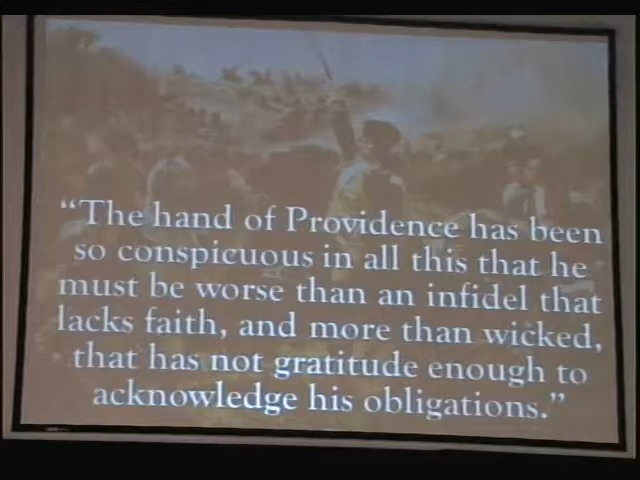 “The hand of Providence has been
so conspicuous in all this that he
must be worse than an infidel that
lacks faith, and more than wicked,
that has not gratitude enough to
acknowledge his obligations.”